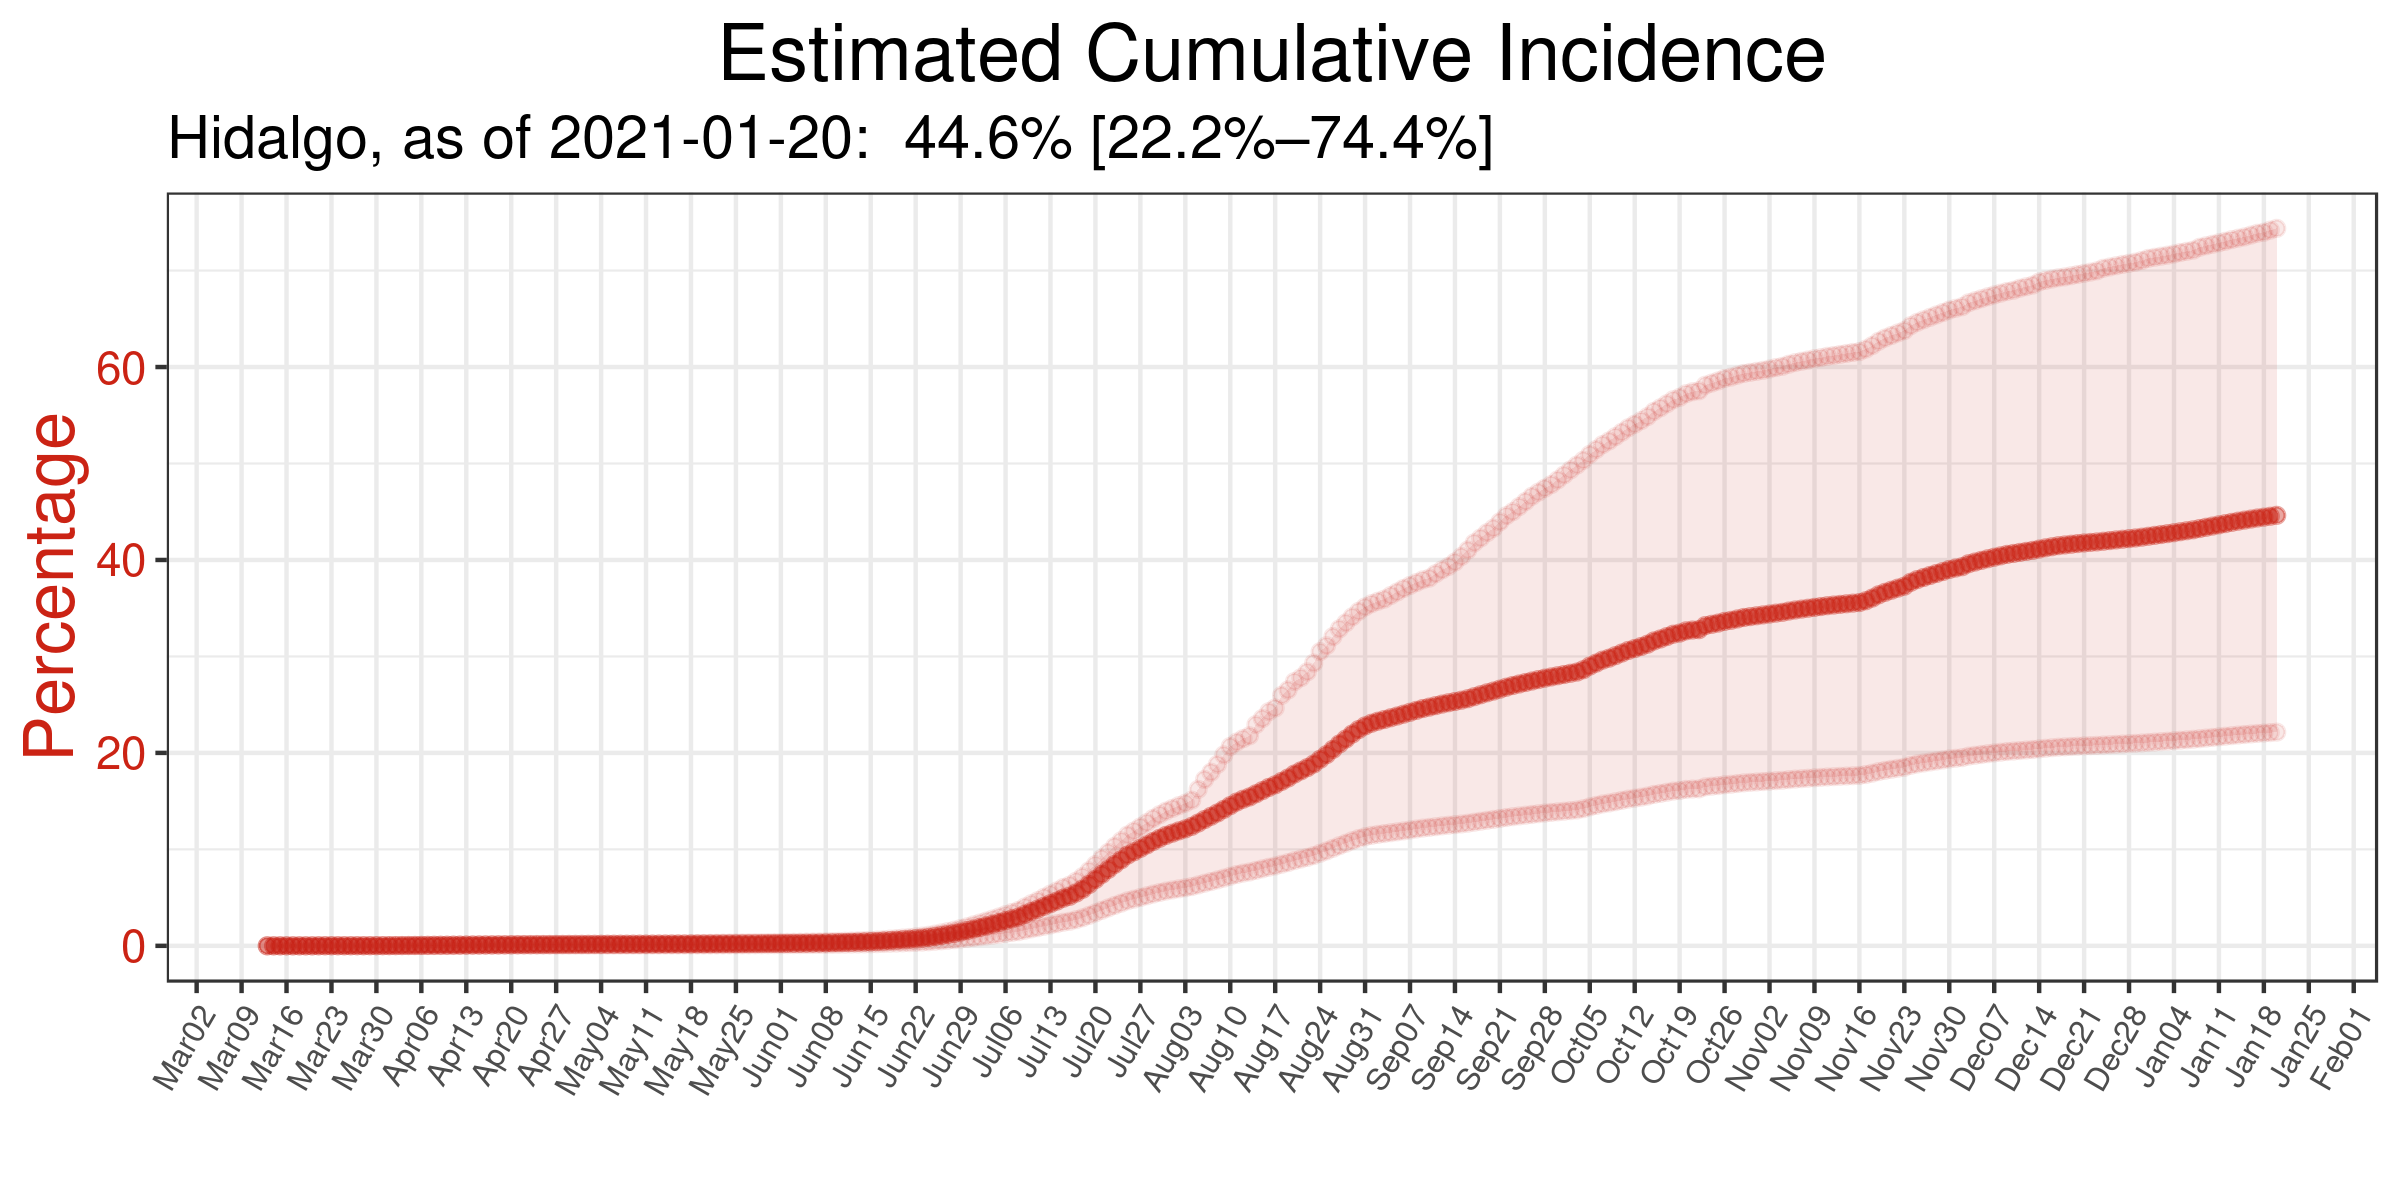 Estimated Cumulative Incidence
Hidalgo, as of 2021-01-20:  44.6% [22.2%–74.4%]
Percentage
60
40
20
0
Mar02 Mar09 Mar16 Mar23 Mar30 Apr06 Apr13 Apr20 Apr27 May04 May11 May18 May25 Jun01 Jun08 Jun15 Jun22 Jun29 Jul06 Jul13 Jul20 Jul27 Aug03 Aug10 Aug17 Aug24 Aug31 Sep07 Sep14 Sep21 Sep28 Oct05 Oct12 Oct19 Oct26 Nov02 Nov09 Nov16 Nov23 Nov30 Dec07 Dec14 Dec21 Dec28 Jan04 Jan11 Jan18 Jan25 Feb01